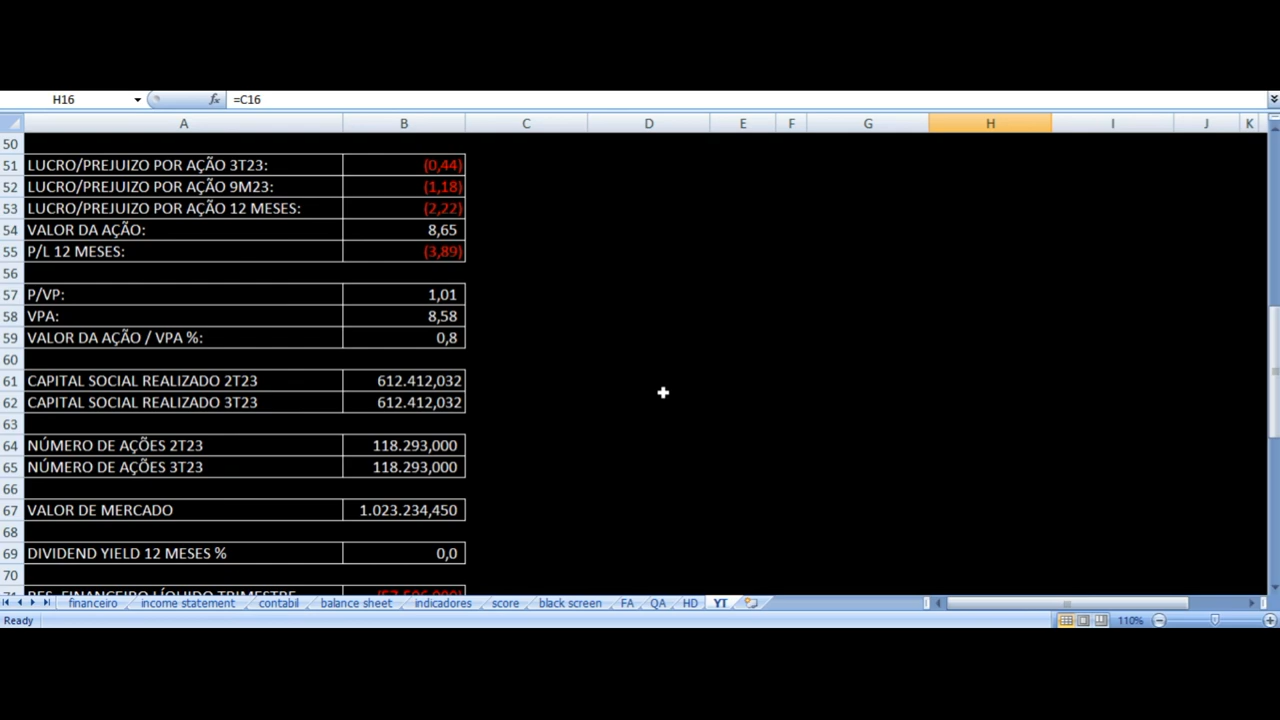 H16 fx =C16
A B C D E F G H I J K
50
51 LUCRO/PREJUIZO POR AÇÃO 3T23: (0,44)
52 LUCRO/PREJUIZO POR AÇÃO 9M23: (1,18)
53 LUCRO/PREJUIZO POR AÇÃO 12 MESES: (2,22)
54 VALOR DA AÇÃO: 8,65
55 P/L 12 MESES: (3,89)
56
57 P/VP: 1,01
58 VPA: 8,58
59 VALOR DA AÇÃO / VPA %: 0,8
60
61 CAPITAL SOCIAL REALIZADO 2T23 612.412,032
62 CAPITAL SOCIAL REALIZADO 3T23 612.412,032
63
64 NÚMERO DE AÇÕES 2T23 118.293,000
65 NÚMERO DE AÇÕES 3T23 118.293,000
66
67 VALOR DE MERCADO 1.023.234,450
68
69 DIVIDEND YIELD 12 MESES % 0,0
70
71 RES. FINANCEIRO LÍQUIDO TRIMESTRE
financeiro income statement contabil balance sheet indicadores score black screen FA QA HD YT
Ready 110%